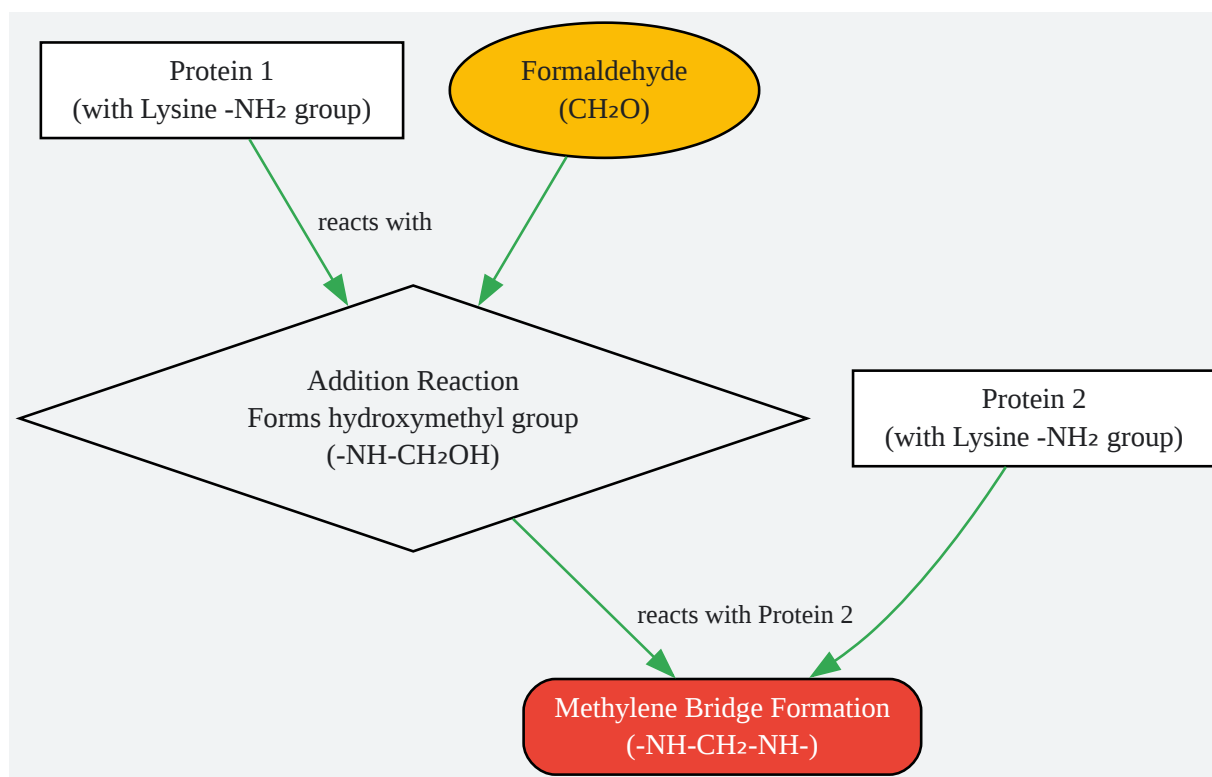 Protein 1
(with Lysine -NH₂ group)
Formaldehyde
(CH₂O)
reacts with
Addition Reaction
Forms hydroxymethyl group
(-NH-CH₂OH)
Protein 2
(with Lysine -NH₂ group)
reacts with Protein 2
Methylene Bridge Formation
(-NH-CH₂-NH-)